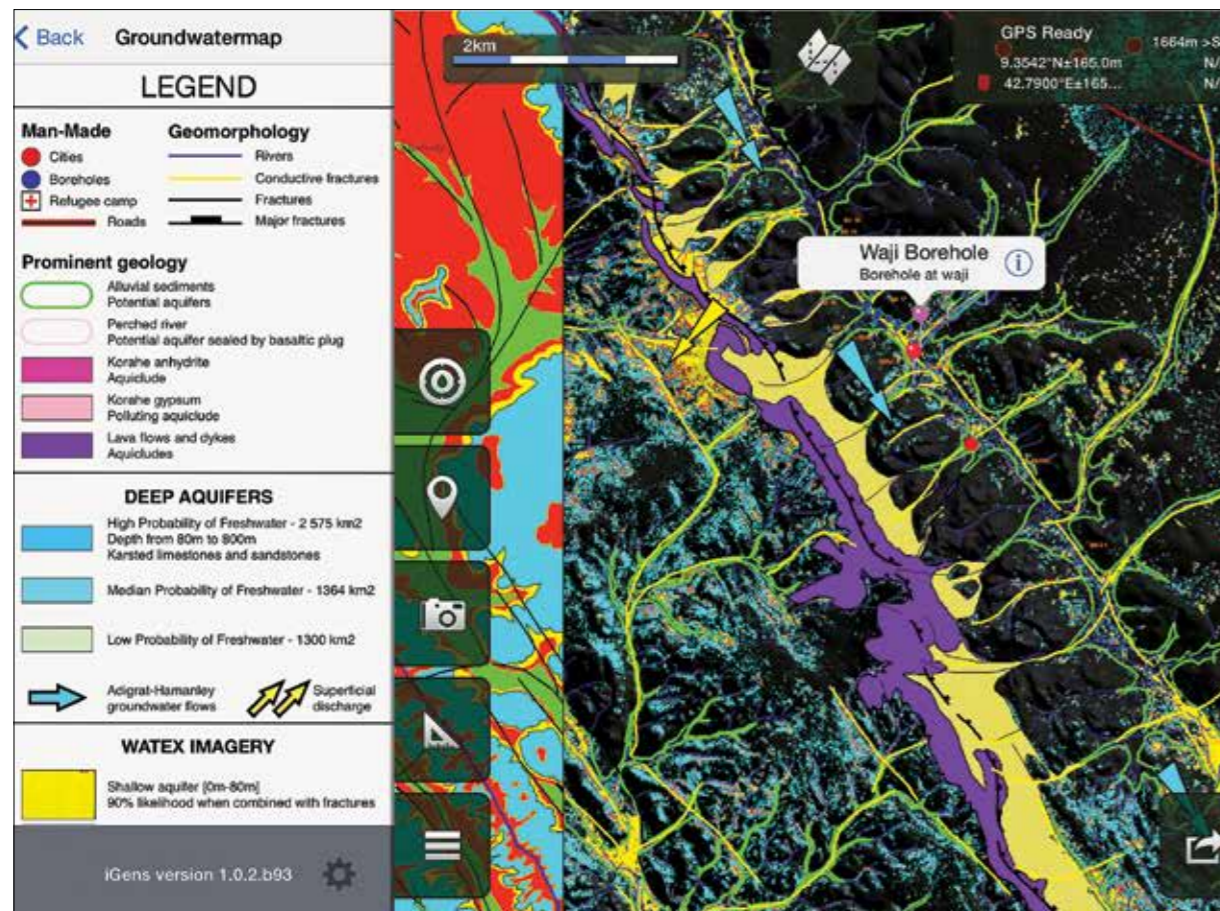 Back
Groundwatermap
LEGEND
Man-Made
Cities
Boreholes
Refugee camp
Roads
Geomorphology
Rivers
Conductive fractures
Fractures
Major fractures
Prominent geology
Alluvial sediments
Potential aquifers
Perched river
Potential aquifer sealed by basaltic plug
Korahe anhydrite
Aquiclude
Korahe gypsum
Polluting aquiclude
Lava flows and dykes
Aquicludes
DEEP AQUIFERS
High Probability of Freshwater - 2 575 km2
Depth from 80m to 800m
Karsted limestones and sandstones
Median Probability of Freshwater - 1364 km2
Low Probability of Freshwater - 1300 km2
Adigrat-Hamanley
groundwater flows
Superficial
discharge
WATEX IMAGERY
Shallow aquifer [0m-80m]
90% likelihood when combined with fractures
iGens version 1.0.2.b93
2km
GPS Ready
9.3542°N±165.0m
42.7900°E±165...
1664m >S
N/
N/
Waji Borehole
Borehole at waji